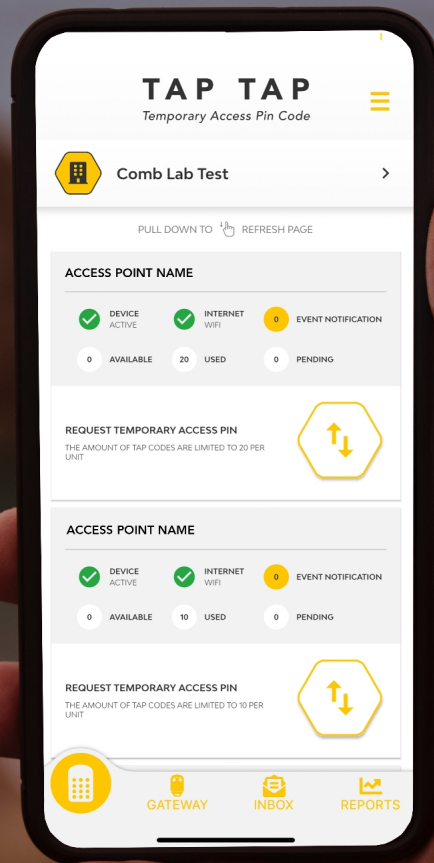 TAP TAP
Temporary Access Pin Code
Comb Lab Test
PULL DOWN TO REFRESH PAGE
ACCESS POINT NAME
DEVICE
ACTIVE
INTERNET
WIFI
0 EVENT NOTIFICATION
0 AVAILABLE
20 USED
0 PENDING
REQUEST TEMPORARY ACCESS PIN
THE AMOUNT OF TAP CODES ARE LIMITED TO 20 PER
UNIT
ACCESS POINT NAME
DEVICE
ACTIVE
INTERNET
WIFI
0 EVENT NOTIFICATION
0 AVAILABLE
10 USED
0 PENDING
REQUEST TEMPORARY ACCESS PIN
THE AMOUNT OF TAP CODES ARE LIMITED TO 10 PER
UNIT
GATEWAY
INBOX
REPORTS